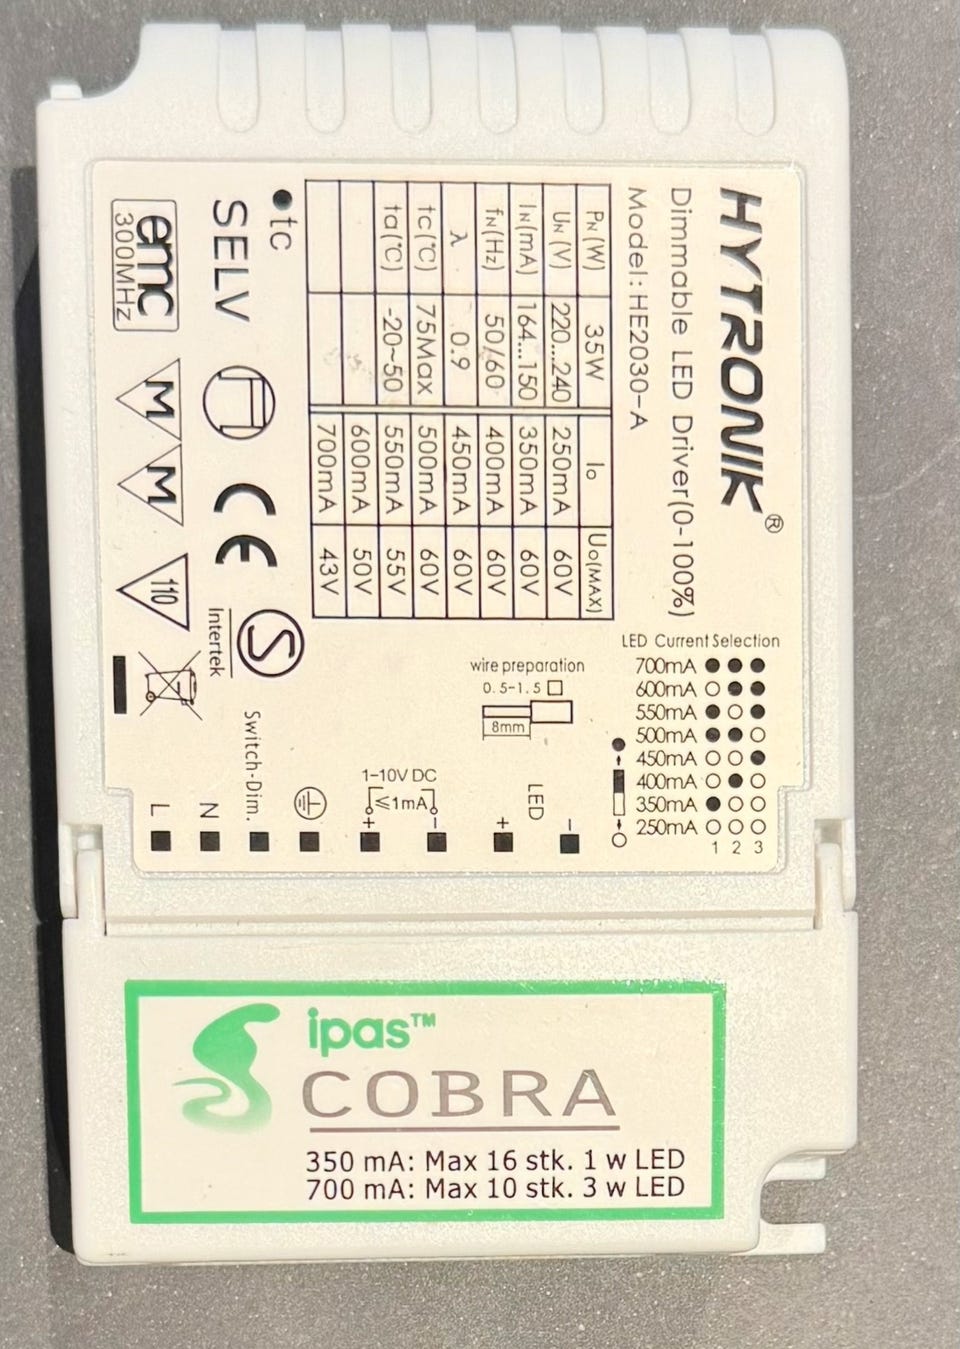 HYTRONIK®
Dimmable LED Driver(0-100%)
Model: HE2030-A
PN (W) 35W Io Uo(MAX)
UN (V) 220...240 250mA 60V
IN(mA) 164...150 350mA 60V
fN(Hz) 50/60 400mA 60V
λ 0.9 450mA 60V
tc(℃) 75Max 500mA 60V
ta(℃) -20~50 550mA 55V
600mA 50V
700mA 43V
●tc
SELV
CE
S
Intertek
emc
300MHz
M
M
110
LED Current Selection
700mA ● ● ●
600mA ○ ● ●
550mA ● ○ ●
500mA ● ● ○
450mA ○ ○ ●
400mA ○ ● ○
350mA ● ○ ○
250mA ○ ○ ○
1 2 3
wire preparation
0.5-1.5 □
8mm
L
N
Switch-Dim.
1-10V DC
≤1mA
+ -
LED
+ -
ipas™
COBRA
350 mA: Max 16 stk. 1 w LED
700 mA: Max 10 stk. 3 w LED